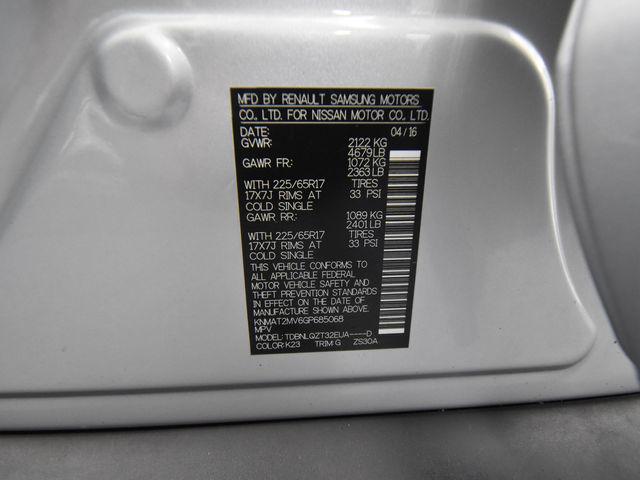 MFD BY RENAULT SAMSUNG MOTORS
CO., LTD. FOR NISSAN MOTOR CO., LTD.
DATE: 04/16
GVWR: 2122 KG
4679 LB
GAWR FR: 1072 KG
2363 LB
WITH 225/65R17 TIRES
17X7J RIMS AT 33 PSI
COLD SINGLE
GAWR RR: 1089 KG
2401 LB
WITH 225/65R17 TIRES
17X7J RIMS AT 33 PSI
COLD SINGLE
THIS VEHICLE CONFORMS TO
ALL APPLICABLE FEDERAL
MOTOR VEHICLE SAFETY AND
THEFT PREVENTION STANDARDS
IN EFFECT ON THE DATE OF
MANUFACTURE SHOWN ABOVE.
KNMAT2MV6GP685068
MPV
MODEL: TDBNLQZT32EUA----D
COLOR: K23 TRIM: G ZS30A